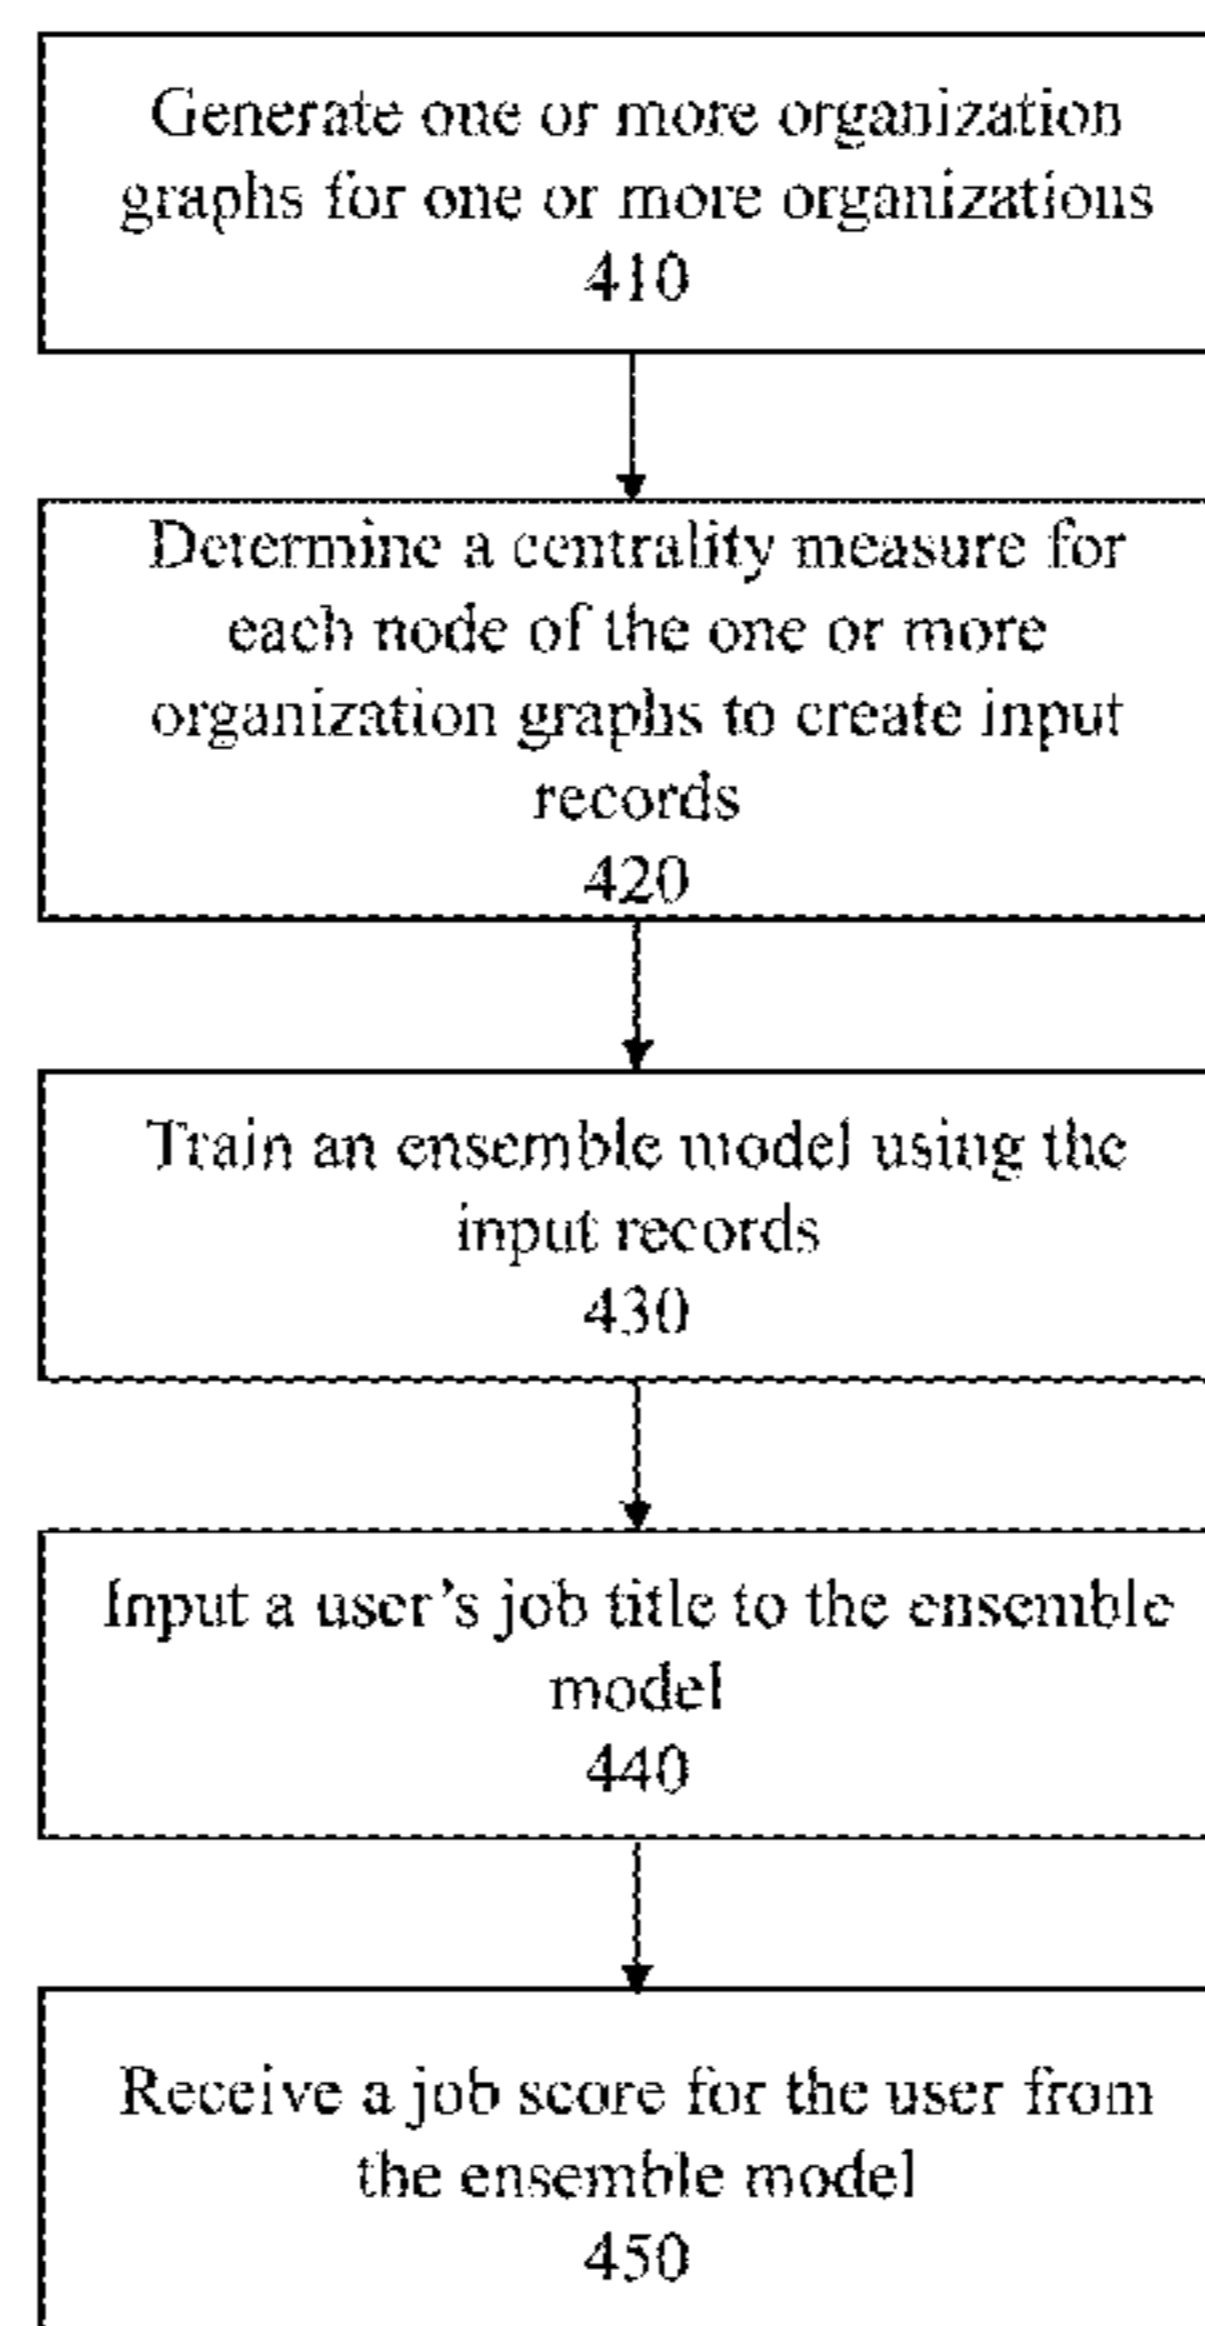 Generate one or more organization
graphs for one or more organizations
410
Determine a centrality measure for
each node of the one or more
organization graphs to create input
records
420
Train an ensemble model using the
input records
430
Input a user’s job title to the ensemble
model
440
Receive a job score for the user from
the ensemble model
450